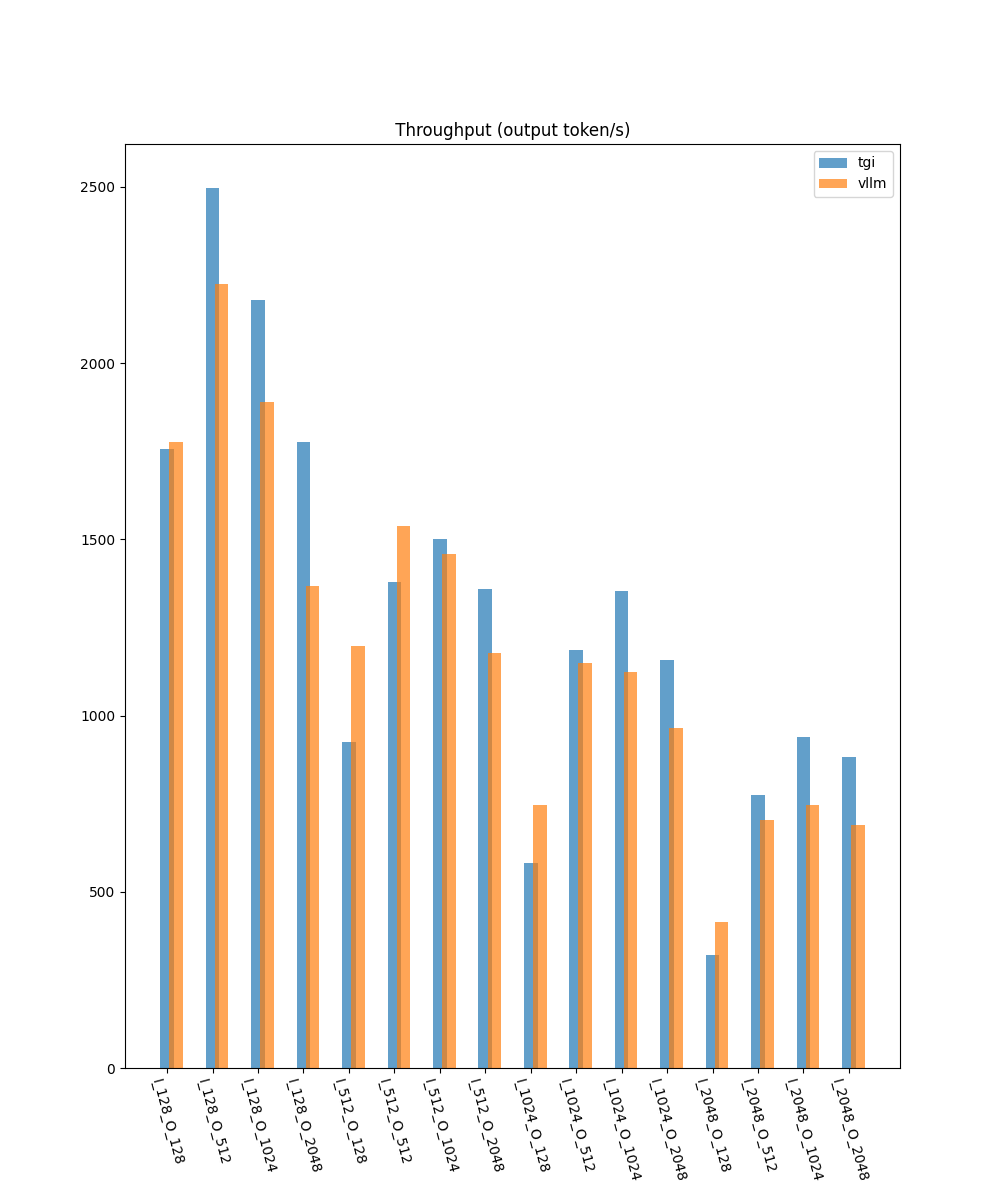 Throughput (output token/s)
tgi
vllm
2500
2000
1500
1000
500
0
I_128_O_128
I_128_O_512
I_128_O_1024
I_128_O_2048
I_512_O_128
I_512_O_512
I_512_O_1024
I_512_O_2048
I_1024_O_128
I_1024_O_512
I_1024_O_1024
I_1024_O_2048
I_2048_O_128
I_2048_O_512
I_2048_O_1024
I_2048_O_2048